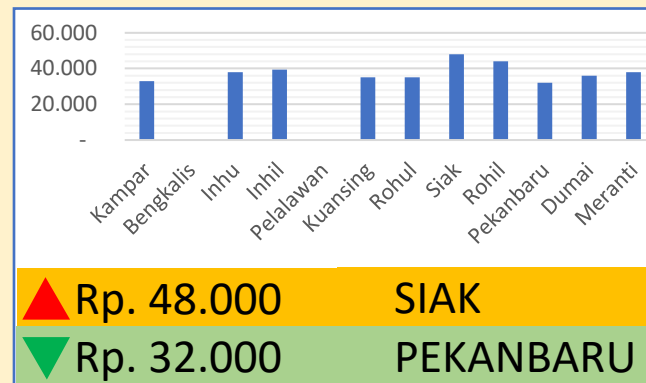 60.000
40.000
20.000
-
Kampar
Bengkalis
Inhu
Inhil
Pelalawan
Kuansing
Rohul
Siak
Rohil
Pekanbaru
Dumai
Meranti
Rp. 48.000 SIAK
Rp. 32.000 PEKANBARU